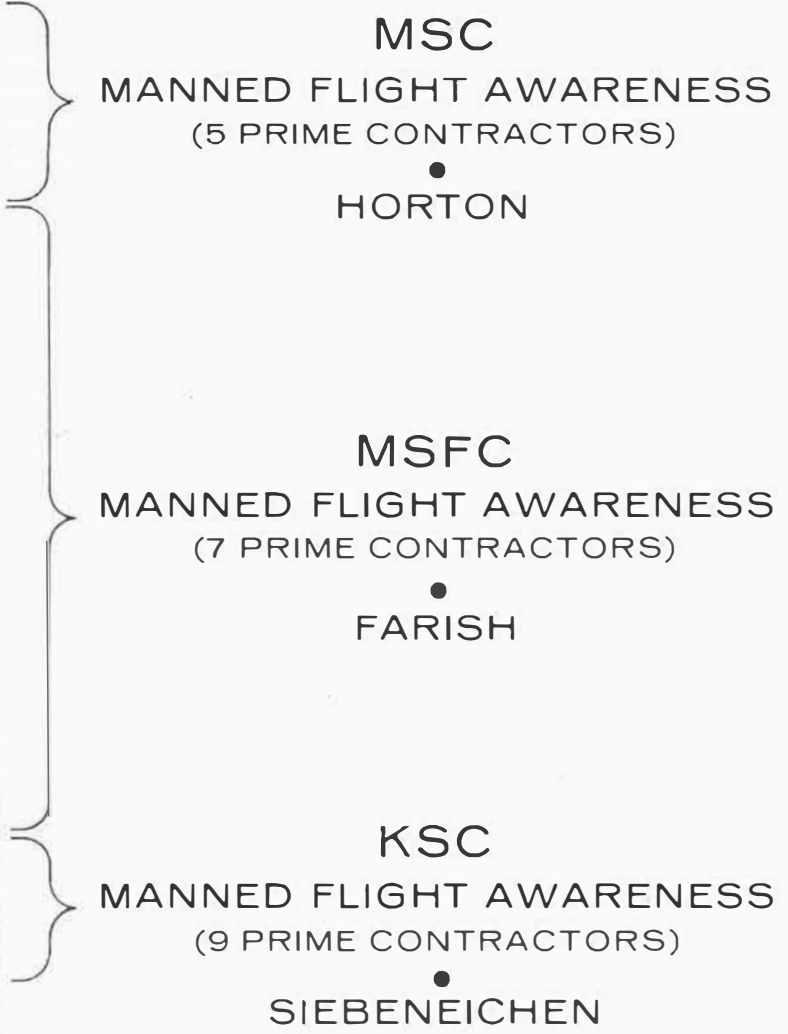 MSC
MANNED FLIGHT AWARENESS
(5 PRIME CONTRACTORS)
●
HORTON
MSFC
MANNED FLIGHT AWARENESS
(7 PRIME CONTRACTORS)
●
FARISH
KSC
MANNED FLIGHT AWARENESS
(9 PRIME CONTRACTORS)
●
SIEBENEICHEN